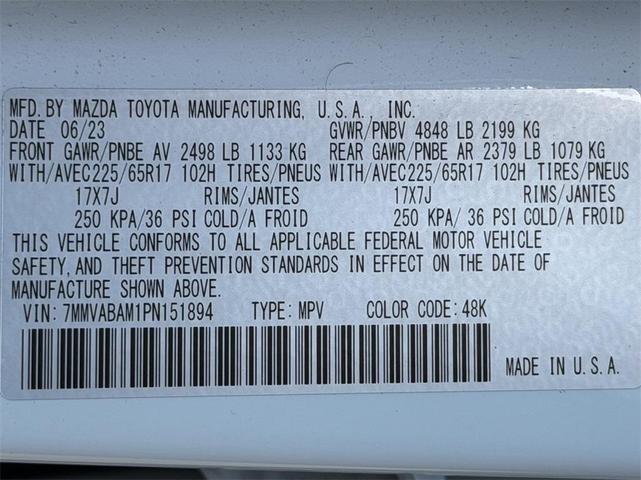 MFD. BY MAZDA TOYOTA MANUFACTURING, U.S.A., INC.
DATE 06/23 GVWR/PNBV 4848 LB 2199 KG
FRONT GAWR/PNBE AV 2498 LB 1133 KG REAR GAWR/PNBE AR 2379 LB 1079 KG
WITH/AVEC225/65R17 102H TIRES/PNEUS WITH/AVEC225/65R17 102H TIRES/PNEUS
17X7J RIMS/JANTES 17X7J RIMS/JANTES
250 KPA/36 PSI COLD/A FROID 250 KPA/ 36 PSI COLD/A FROID
THIS VEHICLE CONFORMS TO ALL APPLICABLE FEDERAL MOTOR VEHICLE
SAFETY, AND THEFT PREVENTION STANDARDS IN EFFECT ON THE DATE OF
MANUFACTURE SHOWN ABOVE.
VIN: 7MMVABAM1PN151894 TYPE: MPV COLOR CODE: 48K
MADE IN U.S.A.